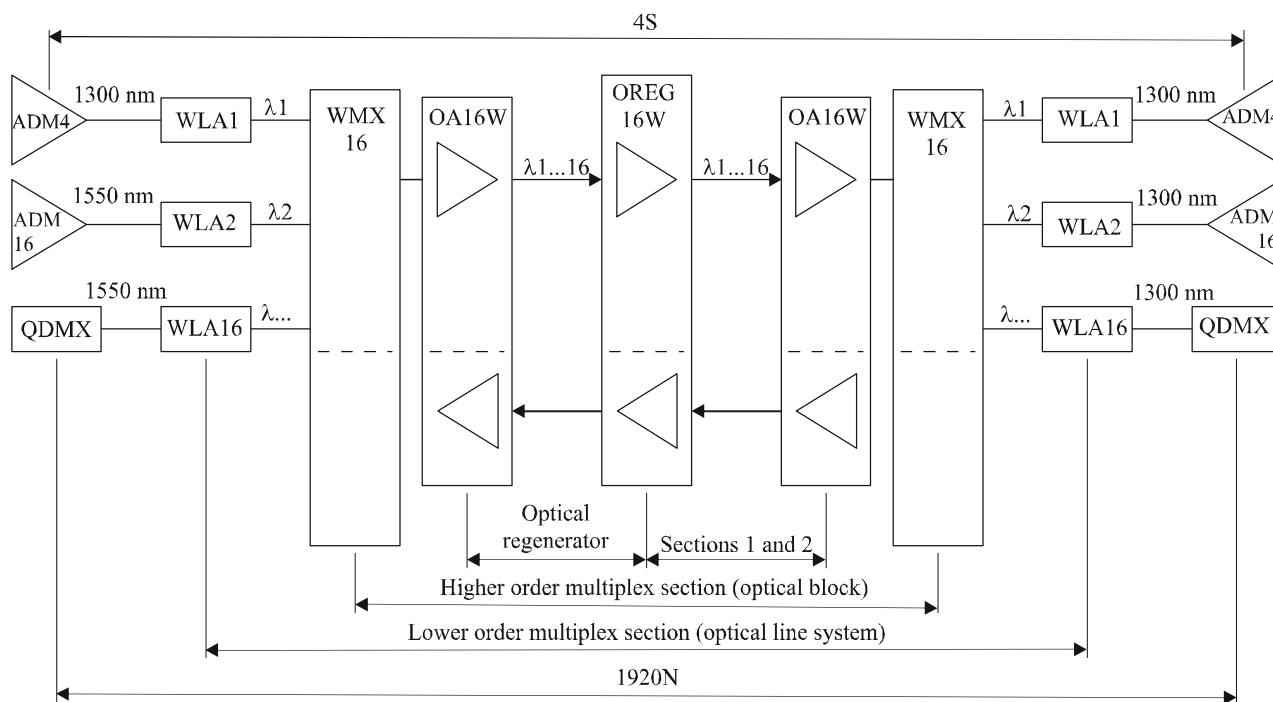 4S
1300 nm
ADM4
WLA1
λ1
WMX
16
OA16W
OREG
16W
OA16W
WMX
16
λ1
WLA1
1300 nm
ADM4
λ1...16
λ1...16
1550 nm
ADM
16
WLA2
λ2
λ2
WLA2
1300 nm
ADM
16
1550 nm
QDMX
WLA16
λ...
λ...
WLA16
1300 nm
QDMX
Optical
regenerator
Sections 1 and 2
Higher order multiplex section (optical block)
Lower order multiplex section (optical line system)
1920N